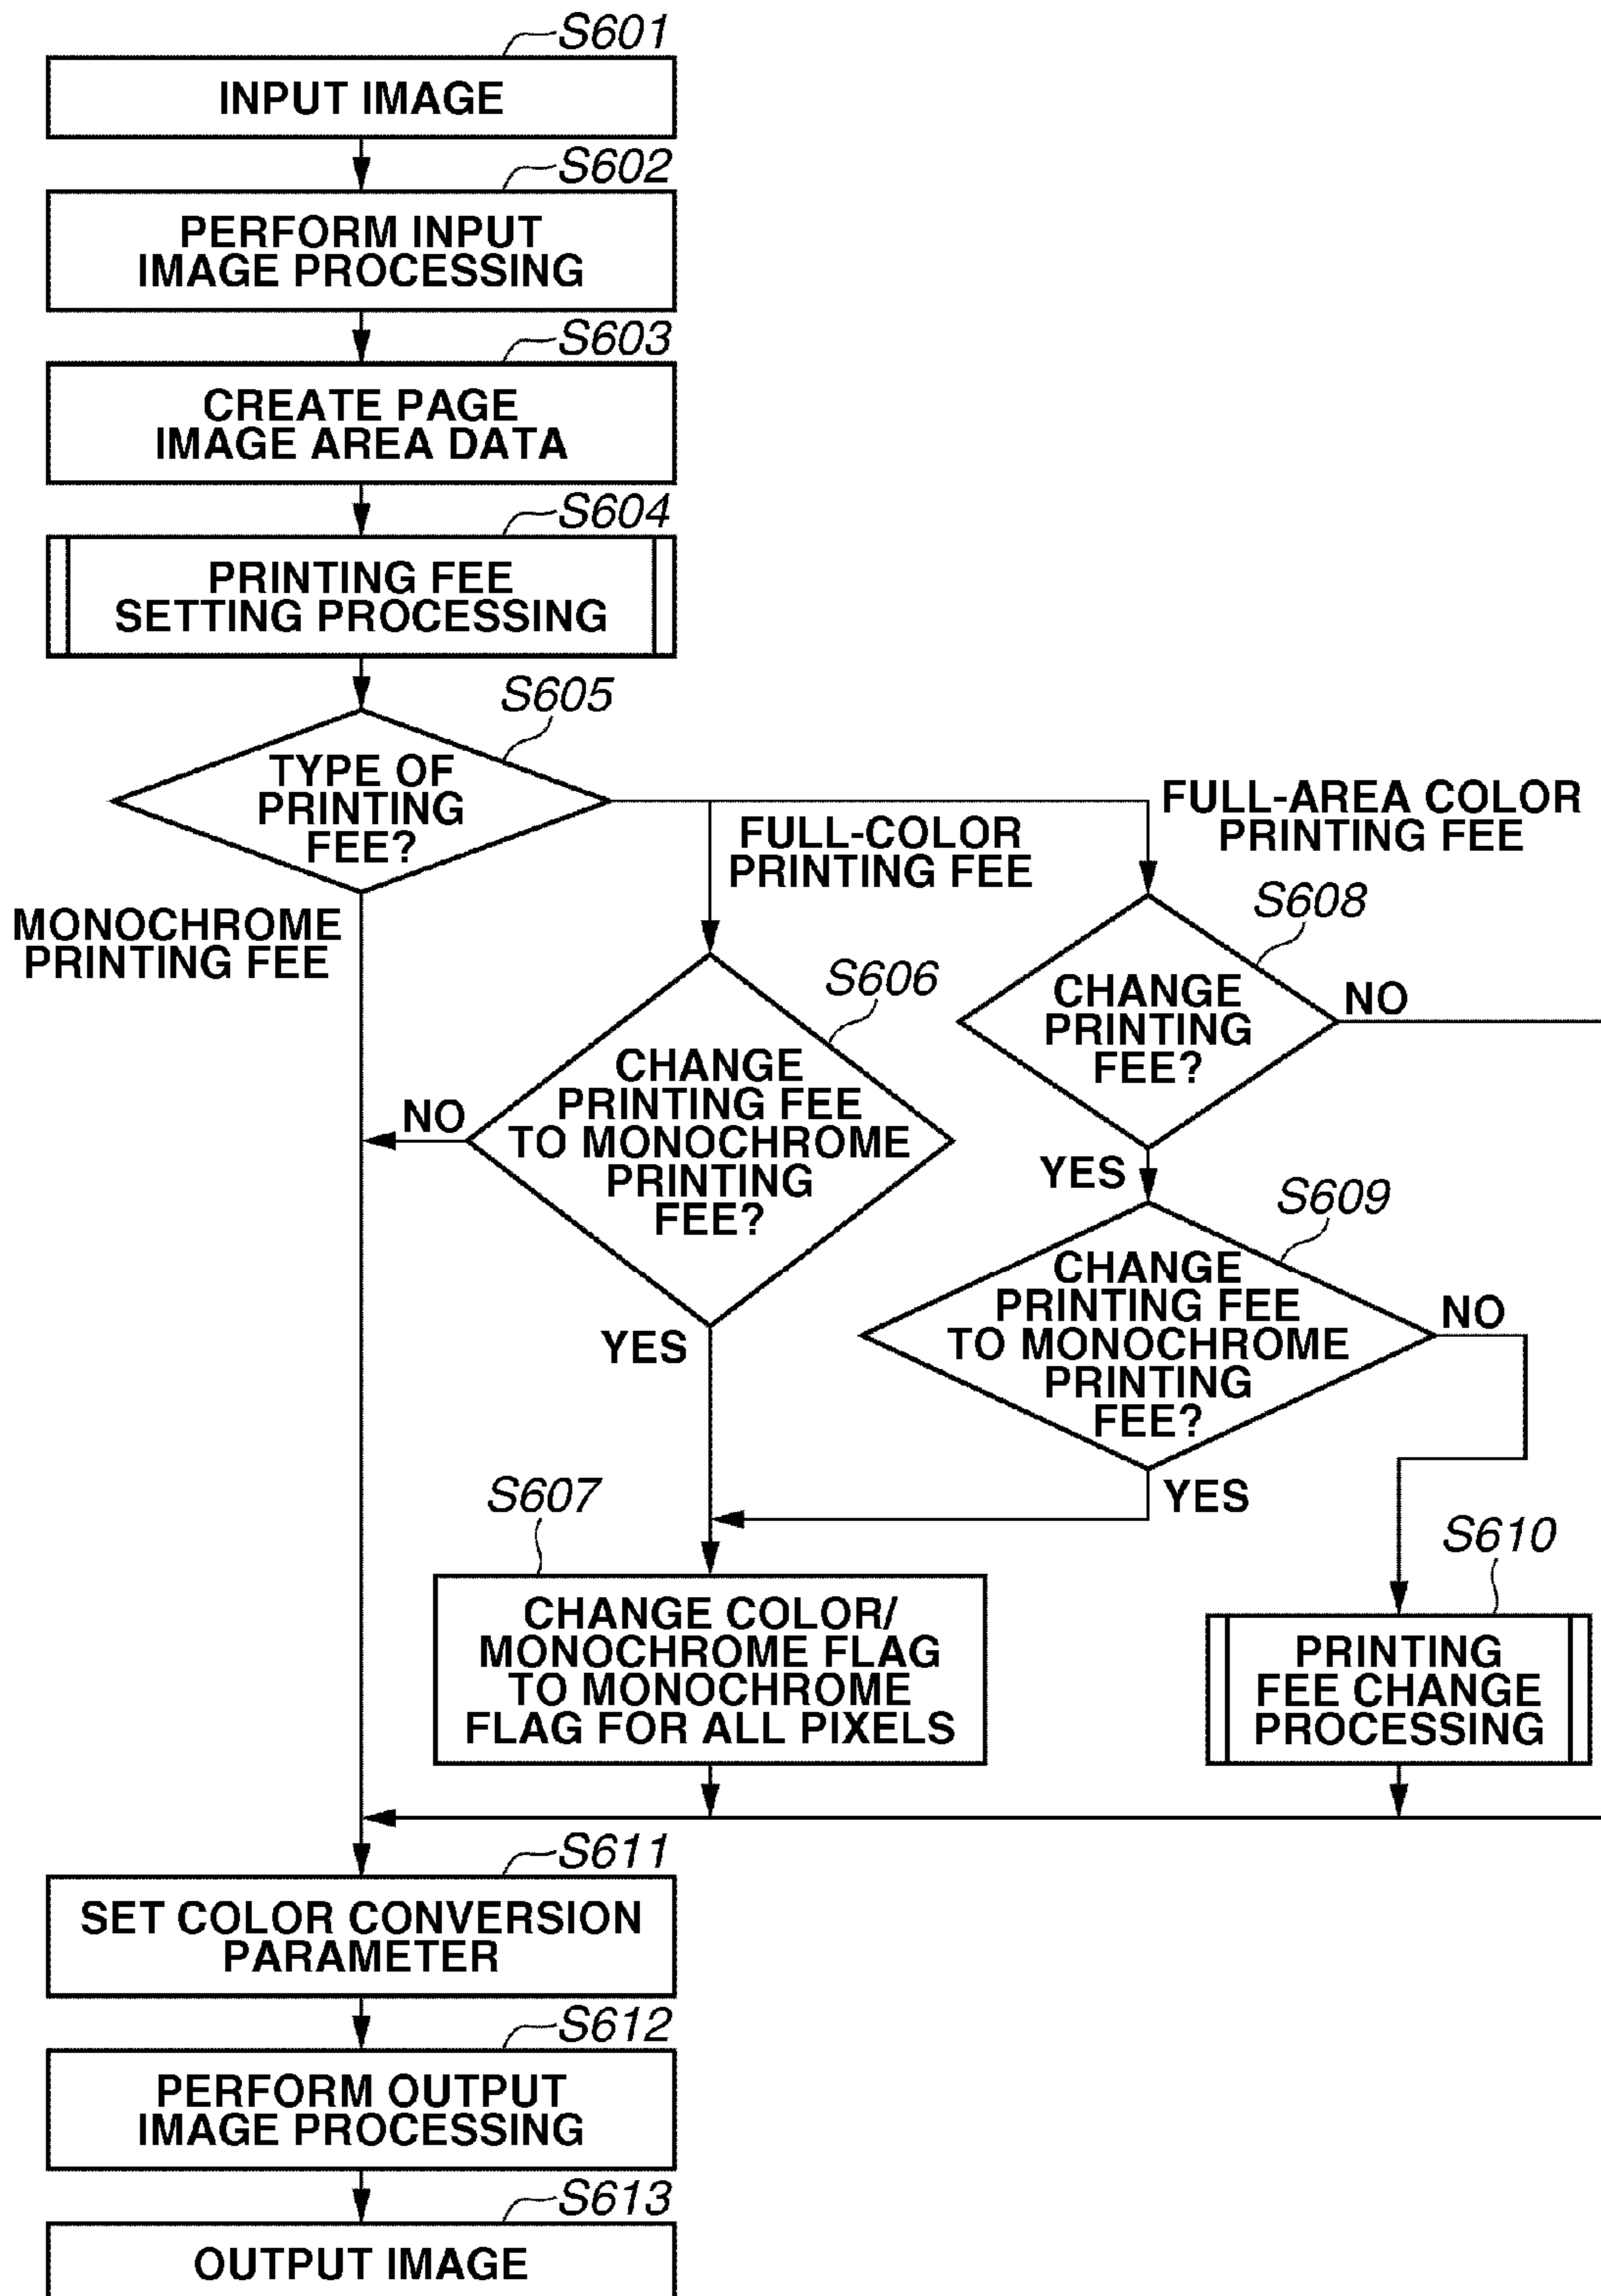 S601
INPUT IMAGE
S602
PERFORM INPUT
IMAGE PROCESSING
S603
CREATE PAGE
IMAGE AREA DATA
S604
PRINTING FEE
SETTING PROCESSING
S605
TYPE OF
PRINTING
FEE?
MONOCHROME
PRINTING FEE
FULL-COLOR
PRINTING FEE
FULL-AREA COLOR
PRINTING FEE
S606
CHANGE
PRINTING FEE
TO MONOCHROME
PRINTING
FEE?
NO
YES
S608
CHANGE
PRINTING
FEE?
NO
YES
S609
CHANGE
PRINTING FEE
TO MONOCHROME
PRINTING
FEE?
NO
YES
S607
CHANGE COLOR/
MONOCHROME FLAG
TO MONOCHROME
FLAG FOR ALL PIXELS
S610
PRINTING
FEE CHANGE
PROCESSING
S611
SET COLOR CONVERSION
PARAMETER
S612
PERFORM OUTPUT
IMAGE PROCESSING
S613
OUTPUT IMAGE